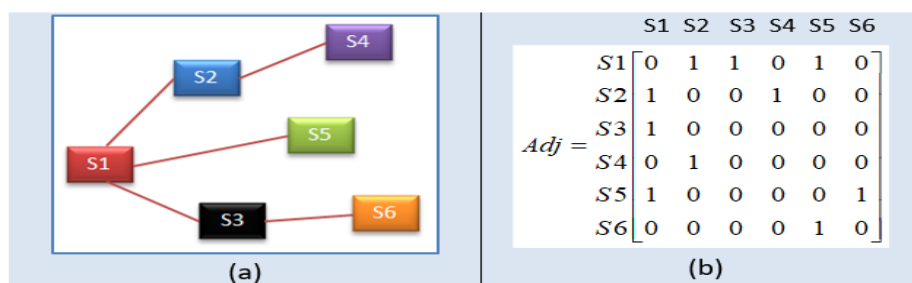 S4
S2
S5
S1
S3
S6
(a)
S1 S2 S3 S4 S5 S6
S1 0 1 1 0 1 0
S2 1 0 0 1 0 0
S3 1 0 0 0 0 0
Adj =
S4 0 1 0 0 0 0
S5 1 0 0 0 0 1
S6 0 0 0 0 1 0
(b)